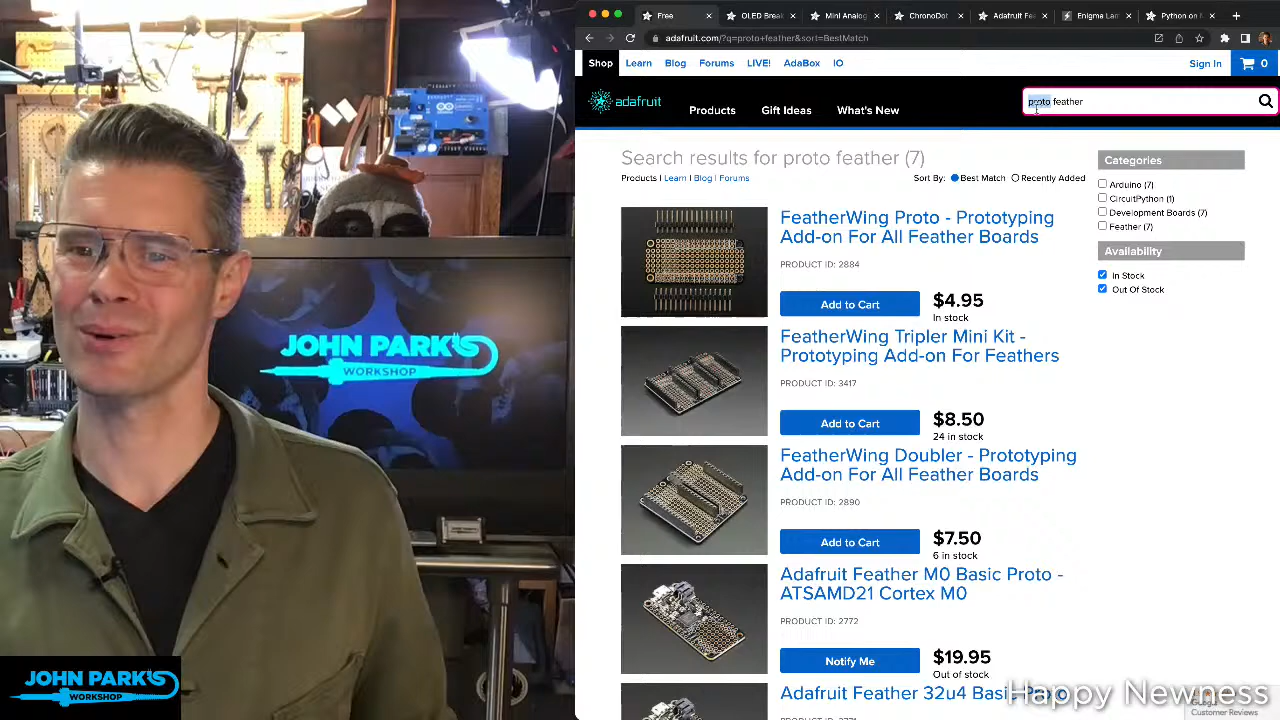 Free
OLED Break
Mini Analog
ChronoDot
Adafruit Fe
Enigma Lan
Python on M
adafruit.com/?q=proto+feather&sort=BestMatch
Shop Learn Blog Forums LIVE! AdaBox IO
Sign In 0
adafruit
Products Gift Ideas What's New
proto feather
Search results for proto feather (7)
Products | Learn | Blog | Forums
Sort By: Best Match Recently Added
FeatherWing Proto - Prototyping
Add-on For All Feather Boards
PRODUCT ID: 2884
Add to Cart $4.95
In stock
FeatherWing Tripler Mini Kit -
Prototyping Add-on For Feathers
PRODUCT ID: 3417
Add to Cart $8.50
24 in stock
FeatherWing Doubler - Prototyping
Add-on For All Feather Boards
PRODUCT ID: 2890
Add to Cart $7.50
6 in stock
Adafruit Feather M0 Basic Proto -
ATSAMD21 Cortex M0
PRODUCT ID: 2772
Notify Me $19.95
Out of stock
Adafruit Feather 32u4 Basic Proto
Categories
Arduino (7)
CircuitPython (1)
Development Boards (7)
Feather (7)
Availability
In Stock
Out Of Stock
JOHN PARK'S
WORKSHOP
JOHN PARK'S
WORKSHOP
Happy Newness
Customer Reviews